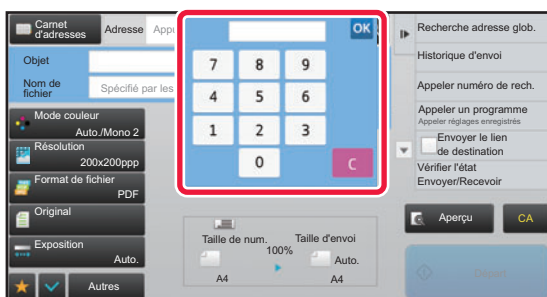 Carnet
d'adresses
Adresse
OK
Recherche adresse glob.
Objet
Historique d'envoi
7 8 9
Nom de
fichier
Spécifié par les
Appeler numéro de rech.
4 5 6
Mode couleur
Auto./Mono 2
Appeler un programme
Appeler réglages enregistrés
1 2 3
Résolution
200x200ppp
Envoyer le lien
de destination
0 C
Format de fichier
PDF
Vérifier l'état
Envoyer/Recevoir
Original
Aperçu
CA
Exposition
Auto.
Taille de num.
100%
Taille d'envoi
Auto.
A4
A4
Autres
Départ